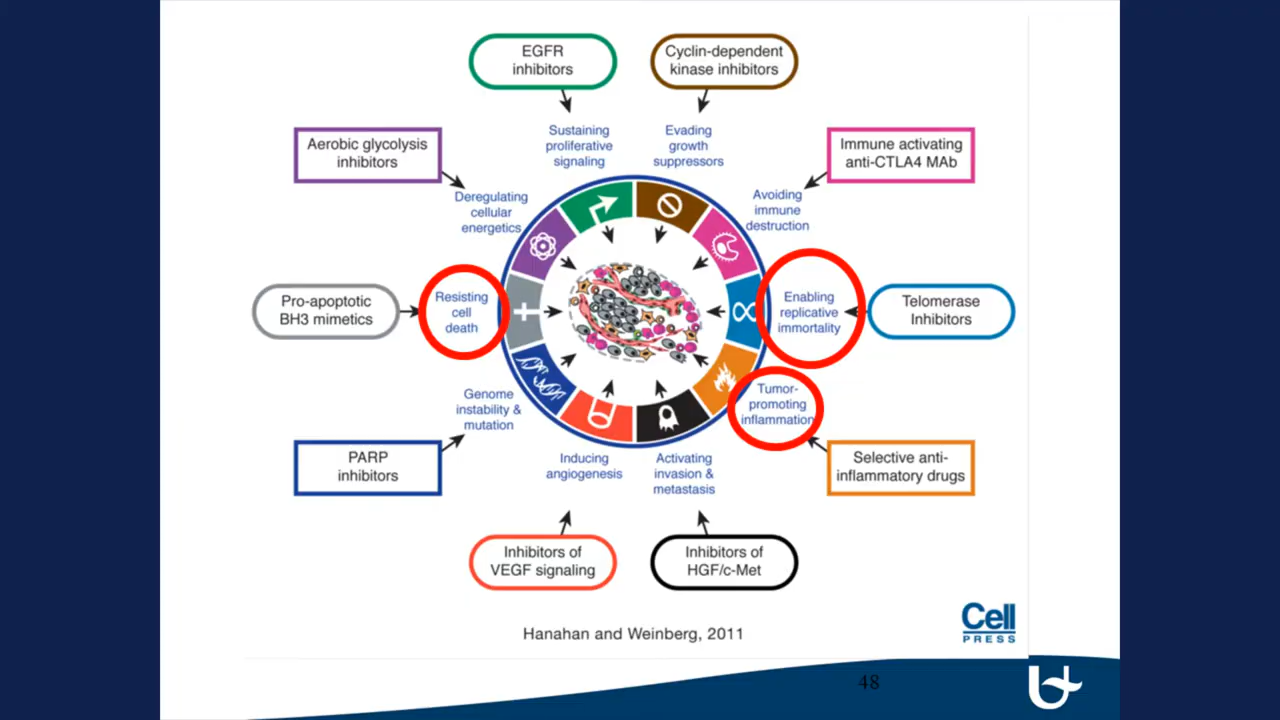 EGFR
inhibitors
Cyclin-dependent
kinase inhibitors
Aerobic glycolysis
inhibitors
Sustaining
proliferative
signaling
Evading
growth
suppressors
Immune activating
anti-CTLA4 MAb
Deregulating
cellular
energetics
Avoiding
immune
destruction
Pro-apoptotic
BH3 mimetics
Resisting
cell
death
Enabling
replicative
immortality
Telomerase
Inhibitors
Genome
instability &
mutation
Tumor-
promoting
inflammation
PARP
inhibitors
Inducing
angiogenesis
Activating
invasion &
metastasis
Selective anti-
inflammatory drugs
Inhibitors of
VEGF signaling
Inhibitors of
HGF/c-Met
Hanahan and Weinberg, 2011
Cell
PRESS
48